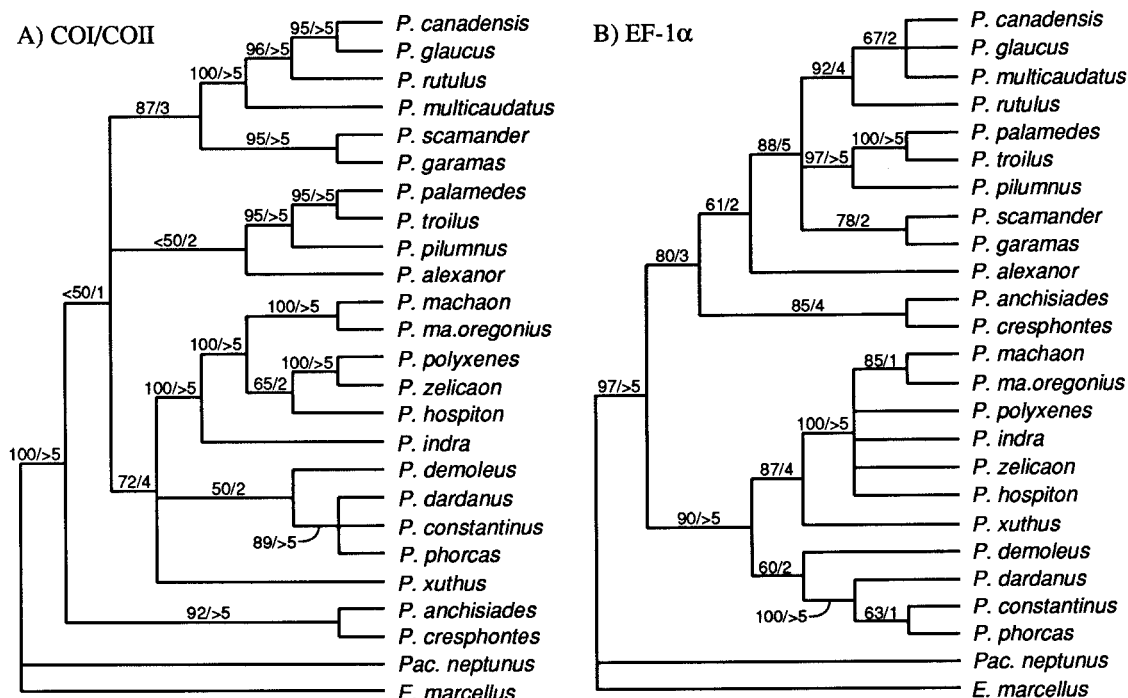 A) COI/COII
95/>5
P. canadensis
P. glaucus
96/>5
P. rutulus
100/>5
P. multicaudatus
87/3
P. scamander
95/>5
P. garamas
P. palamedes
95/>5
P. troilus
95/>5
P. pilumnus
<50/2
P. alexanor
<50/1
P. machaon
100/>5
P. ma.oregonius
100/>5
P. polyxenes
100/>5
P. zelicaon
65/2
100/>5
P. hospiton
P. indra
100/>5
P. demoleus
72/4
50/2
P. dardanus
P. constantinus
89/>5
P. phorcas
P. xuthus
P. anchisiades
92/>5
P. cresphontes
Pac. neptunus
E. marcellus
B) EF-1α
P. canadensis
67/2
P. glaucus
92/4
P. multicaudatus
P. rutulus
P. palamedes
100/>5
88/5
P. troilus
97/>5
P. pilumnus
P. scamander
61/2
78/2
P. garamas
80/3
P. alexanor
P. anchisiades
85/4
P. cresphontes
P. machaon
85/1
97/>5
P. ma.oregonius
P. polyxenes
100/>5
P. indra
87/4
P. zelicaon
P. hospiton
90/>5
P. xuthus
P. demoleus
60/2
P. dardanus
100/>5
63/1
P. constantinus
P. phorcas
Pac. neptunus
E. marcellus